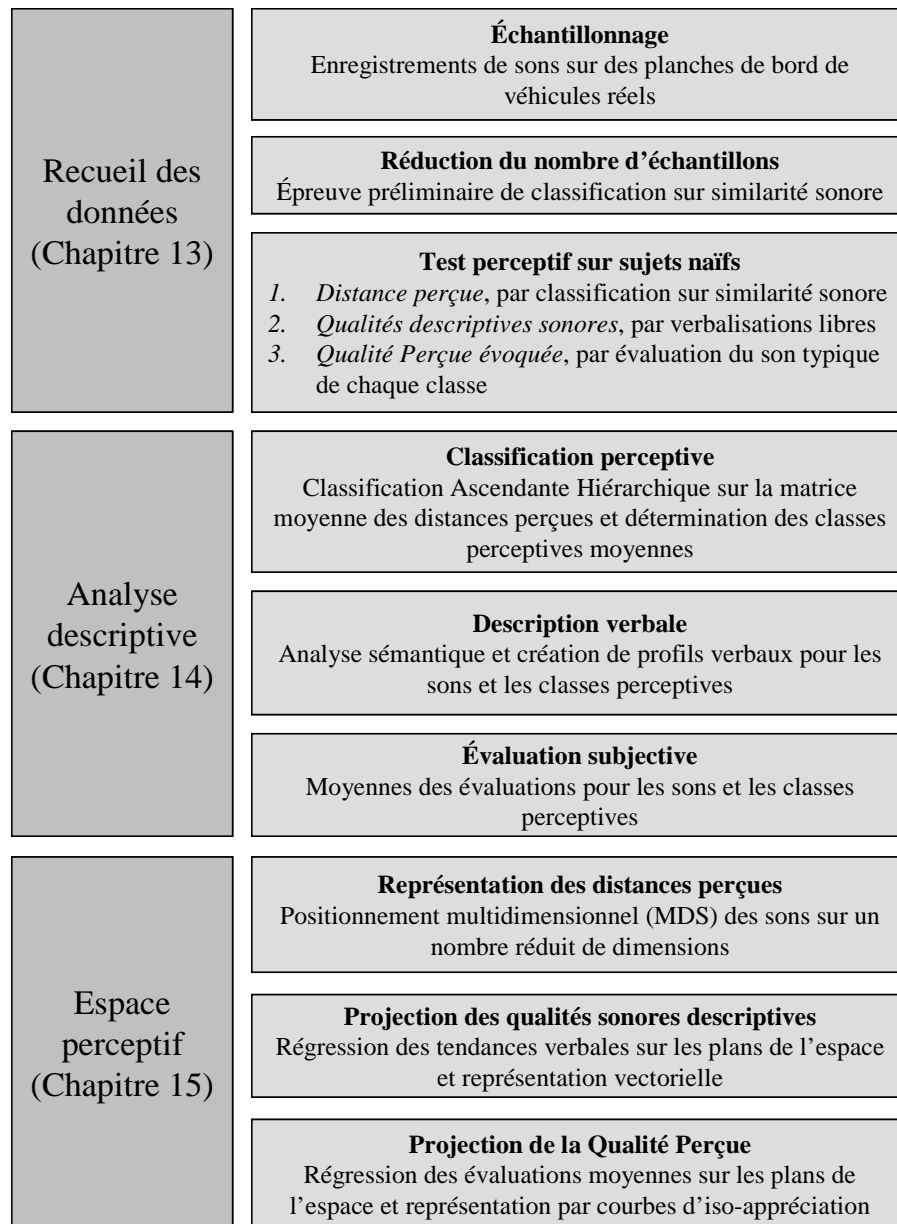 Recueil des
données
(Chapitre 13)
Échantillonnage
Enregistrements de sons sur des planches de bord de
véhicules réels
Réduction du nombre d'échantillons
Épreuve préliminaire de classification sur similarité sonore
Test perceptif sur sujets naïfs
1. Distance perçue, par classification sur similarité sonore
2. Qualités descriptives sonores, par verbalisations libres
3. Qualité Perçue évoquée, par évaluation du son typique
de chaque classe
Analyse
descriptive
(Chapitre 14)
Classification perceptive
Classification Ascendante Hiérarchique sur la matrice
moyenne des distances perçues et détermination des classes
perceptives moyennes
Description verbale
Analyse sémantique et création de profils verbaux pour les
sons et les classes perceptives
Évaluation subjective
Moyennes des évaluations pour les sons et les classes
perceptives
Espace
perceptif
(Chapitre 15)
Représentation des distances perçues
Positionnement multidimensionnel (MDS) des sons sur un
nombre réduit de dimensions
Projection des qualités sonores descriptives
Régression des tendances verbales sur les plans de l'espace
et représentation vectorielle
Projection de la Qualité Perçue
Régression des évaluations moyennes sur les plans de
l'espace et représentation par courbes d'iso-appréciation